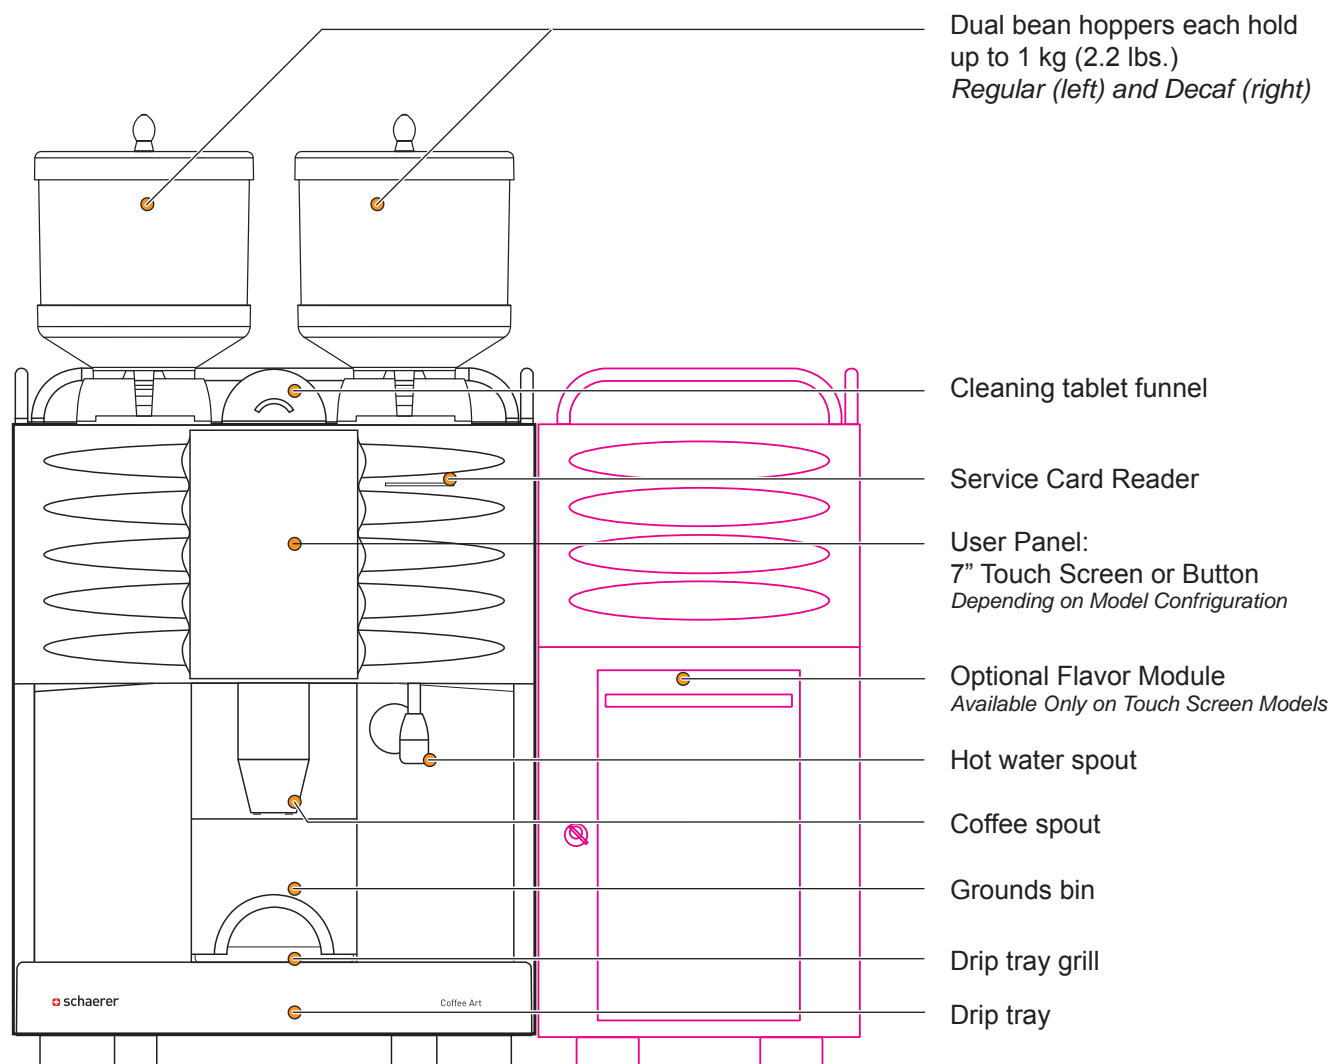 Dual bean hoppers each hold
up to 1 kg (2.2 lbs.)
Regular (left) and Decaf (right)
Cleaning tablet funnel
Service Card Reader
User Panel:
7” Touch Screen or Button
Depending on Model Confriguration
Optional Flavor Module
Available Only on Touch Screen Models
Hot water spout
Coffee spout
Grounds bin
Drip tray grill
Drip tray
schaerer
Coffee Art